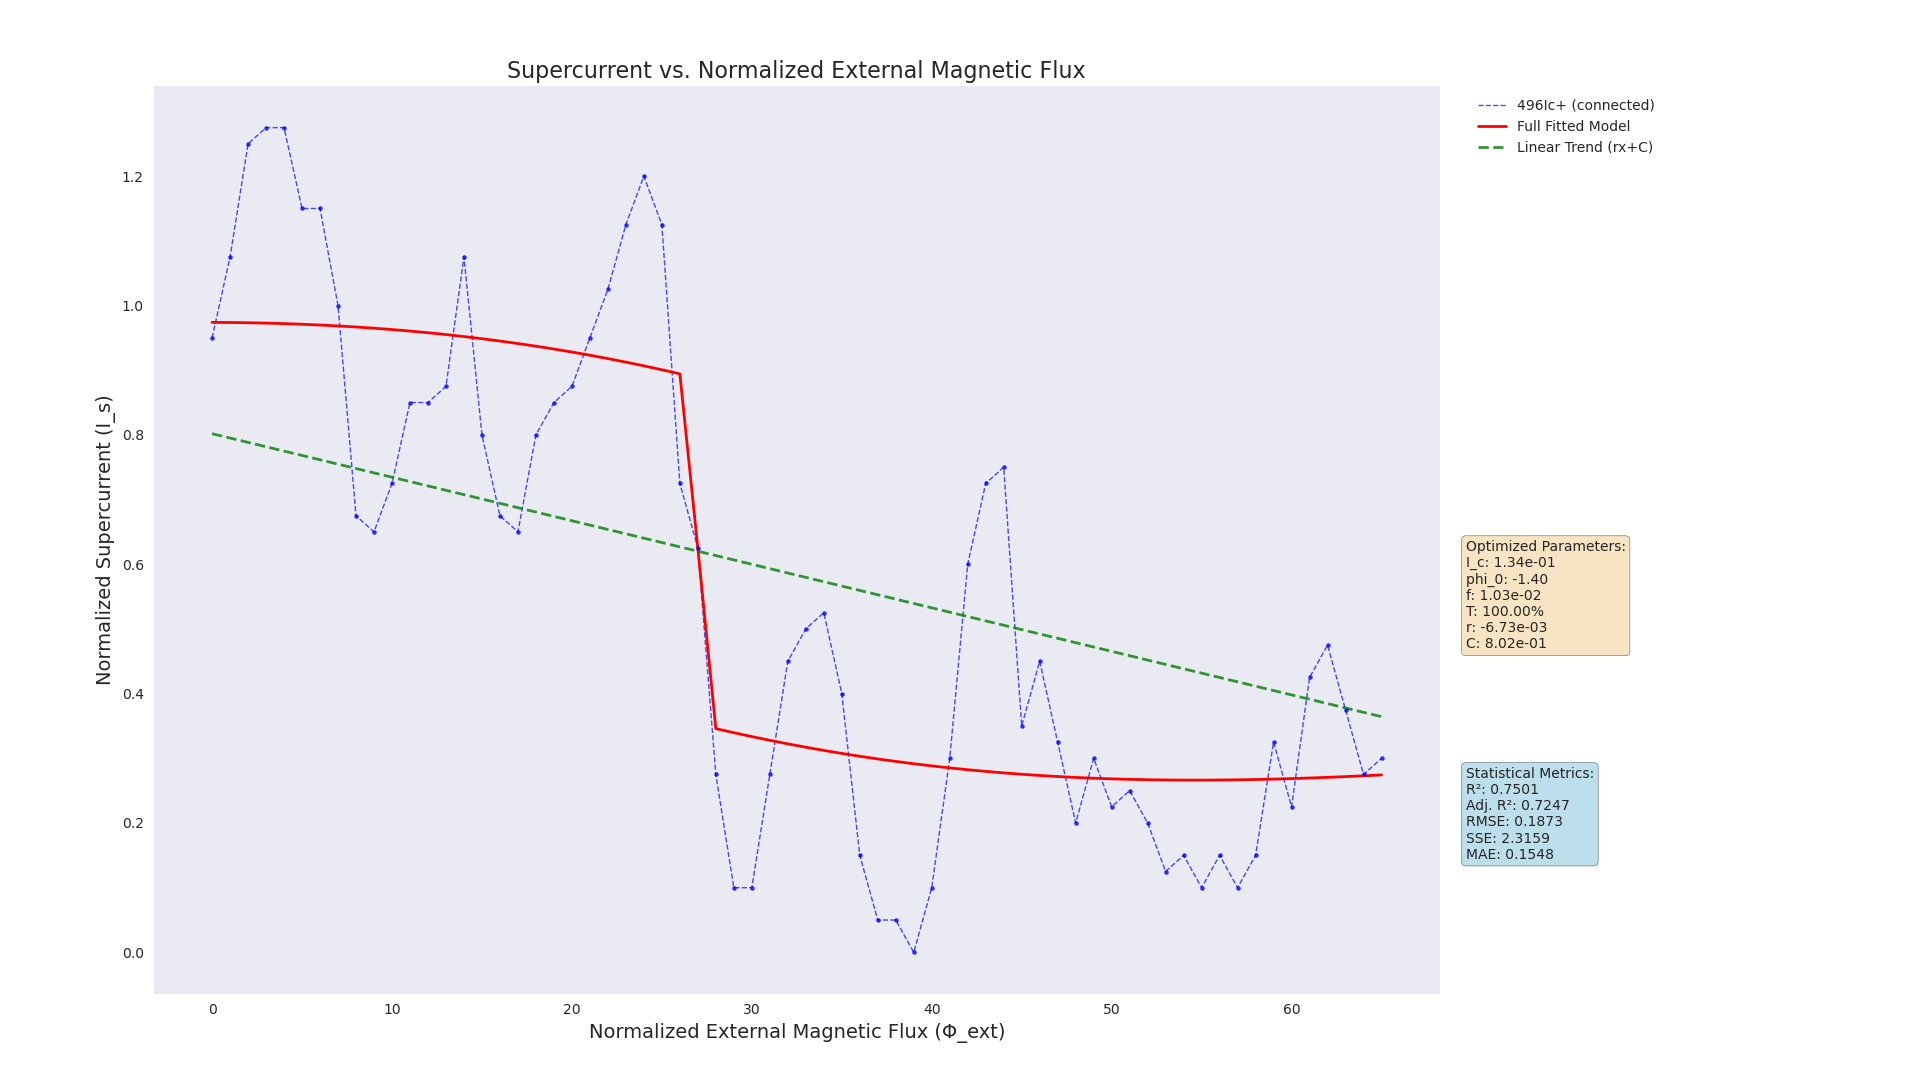 Supercurrent vs. Normalized External Magnetic Flux
496Ic+ (connected)
Full Fitted Model
Linear Trend (rx+C)
Normalized Supercurrent (I_s)
1.2
1.0
0.8
0.6
0.4
0.2
0.0
0 10 20 30 40 50 60
Normalized External Magnetic Flux (Φ_ext)
Optimized Parameters:
I_c: 1.34e-01
phi_0: -1.40
f: 1.03e-02
T: 100.00%
r: -6.73e-03
C: 8.02e-01
Statistical Metrics:
R²: 0.7501
Adj. R²: 0.7247
RMSE: 0.1873
SSE: 2.3159
MAE: 0.1548